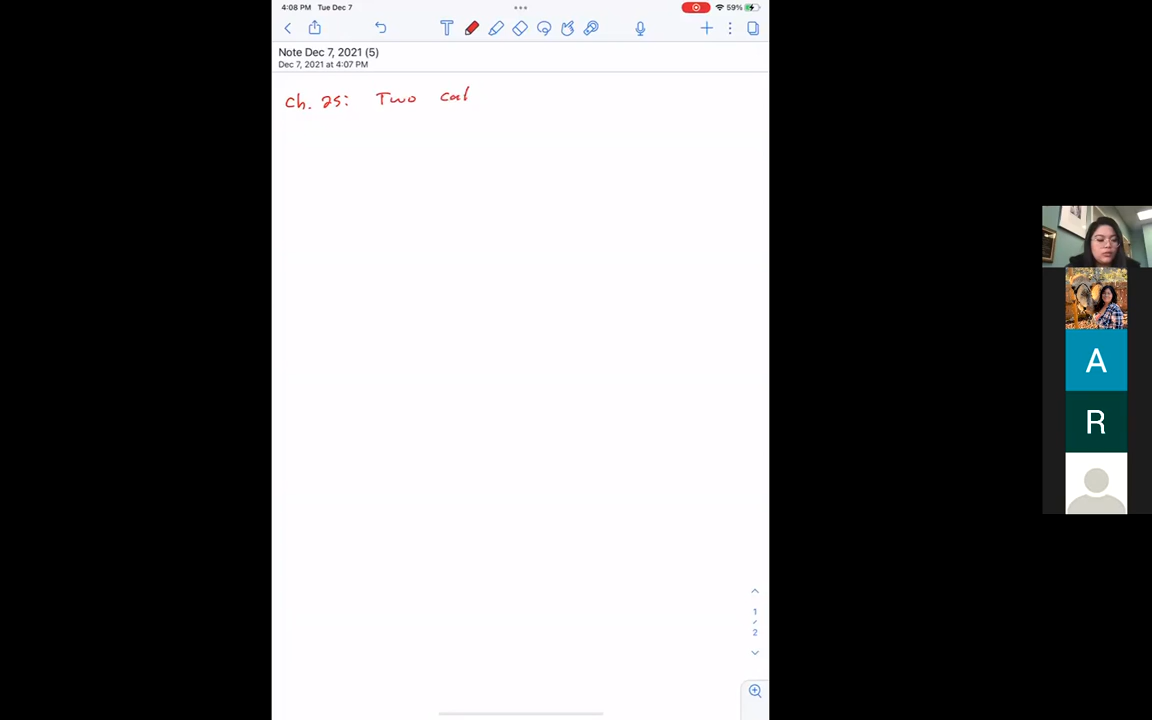 4:08 PM Tue Dec 7
59%
Note Dec 7, 2021 (5)
Dec 7, 2021 at 4:07 PM
Ch. 25: Two cat
A
R
1
2